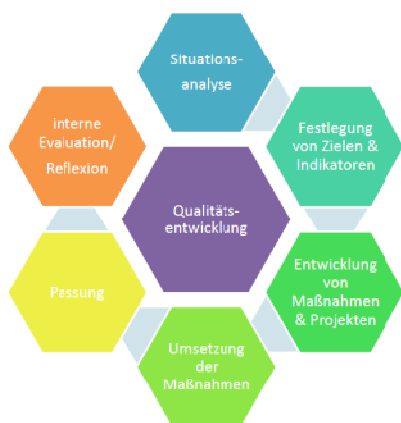 Situations-
analyse
Festlegung
von Zielen &
Indikatoren
Entwicklung
von
Maßnahmen
& Projekten
Umsetzung
der
Maßnahmen
Passung
interne
Evaluation/
Reflexion
Qualitäts-
entwicklung